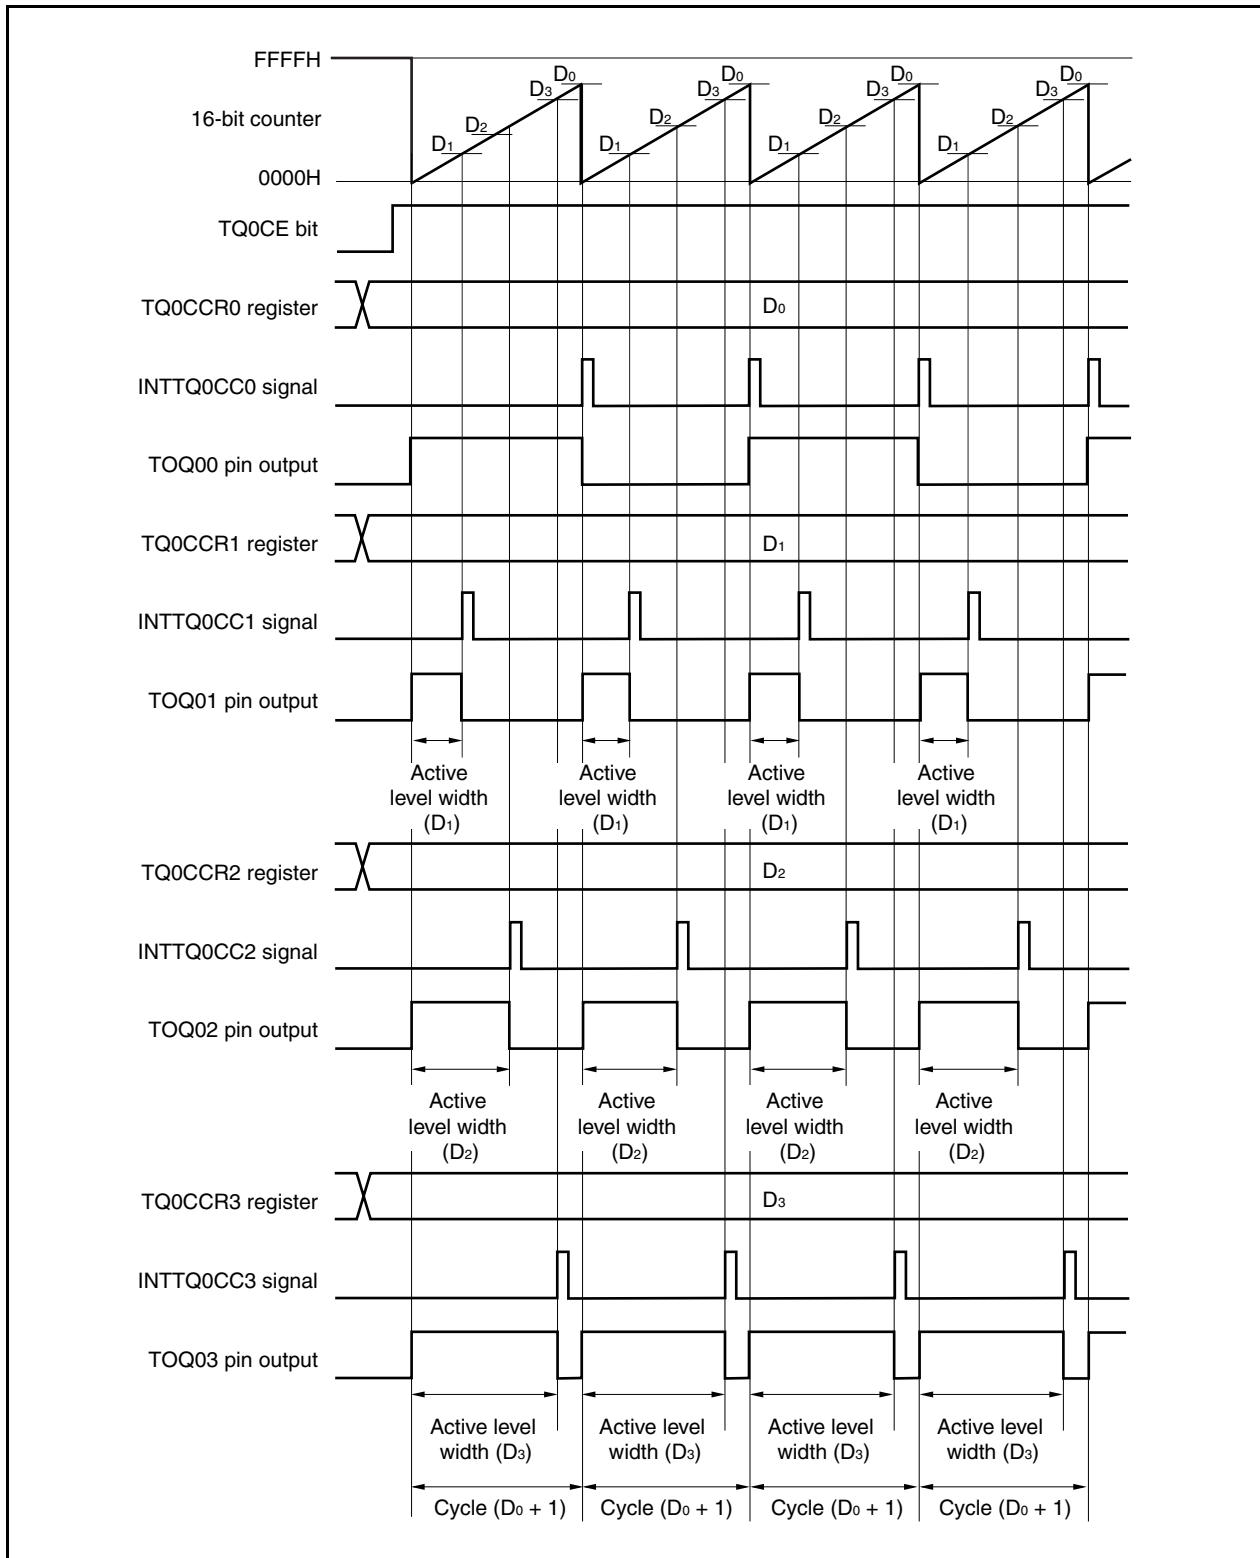 FFFFH
D0 D0 D0 D0
D3 D3 D3 D3
16-bit counter
D2 D2 D2 D2
D1 D1 D1 D1
0000H
TQ0CE bit
TQ0CCR0 register
D0
INTTQ0CC0 signal
TOQ00 pin output
TQ0CCR1 register
D1
INTTQ0CC1 signal
TOQ01 pin output
Active level width (D1)
Active level width (D1)
Active level width (D1)
Active level width (D1)
TQ0CCR2 register
D2
INTTQ0CC2 signal
TOQ02 pin output
Active level width (D2)
Active level width (D2)
Active level width (D2)
Active level width (D2)
TQ0CCR3 register
D3
INTTQ0CC3 signal
TOQ03 pin output
Active level width (D3)
Active level width (D3)
Active level width (D3)
Active level width (D3)
Cycle (D0 + 1)
Cycle (D0 + 1)
Cycle (D0 + 1)
Cycle (D0 + 1)